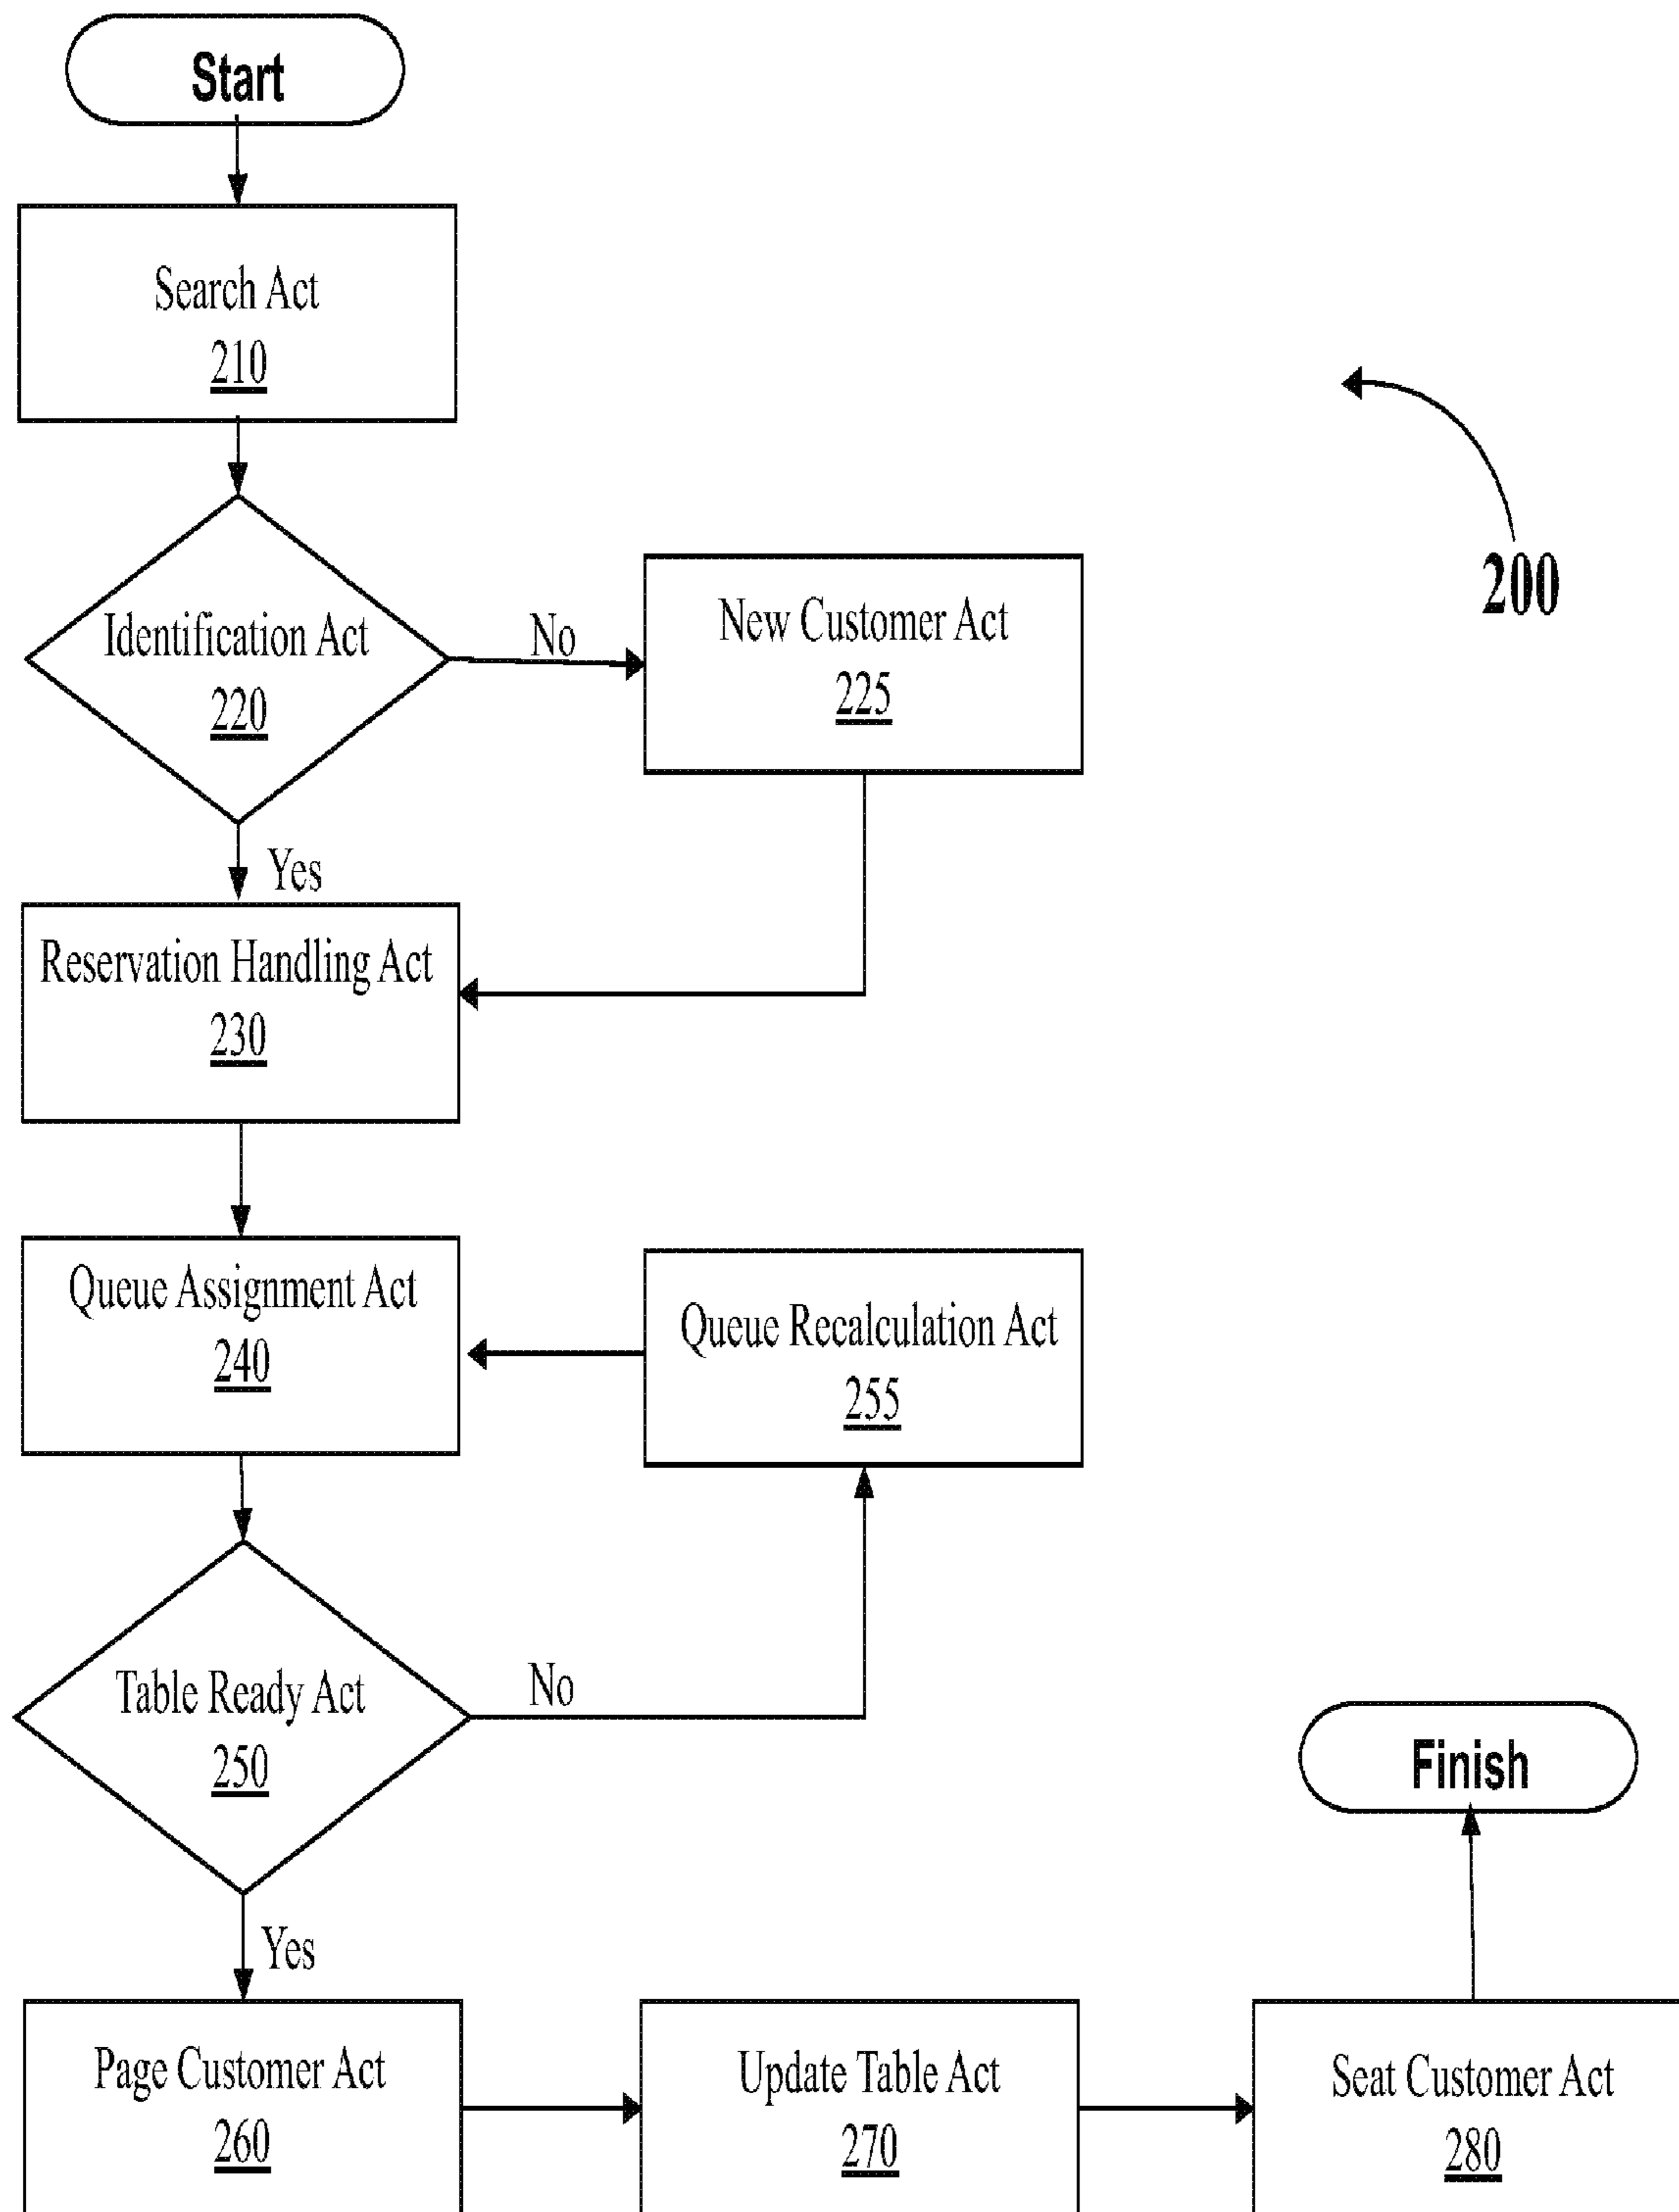 Start
Search Act
210
200
Identification Act
220
No
New Customer Act
225
Yes
Reservation Handling Act
230
Queue Assignment Act
240
Queue Recalculation Act
255
Table Ready Act
250
No
Finish
Yes
Page Customer Act
260
Update Table Act
270
Seat Customer Act
280